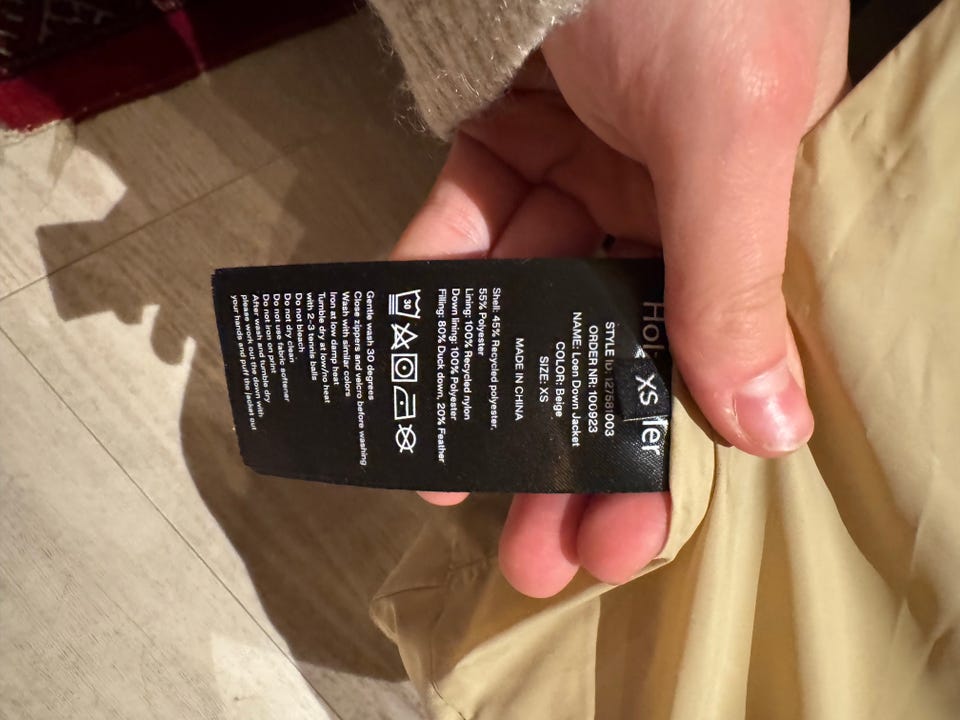 XS
STYLE ID: 127581003
ORDER NR: 100923
NAME: Loen Down Jacket
COLOR: Beige
SIZE: XS
MADE IN CHINA
Shell: 45% Recycled polyester,
55% Polyester
Lining: 100% Recycled nylon
Down lining: 100% Polyester
Filling: 80% Duck down, 20% Feather
30
Gentle wash 30 degrees
Close zippers and velcro before washing
Wash with similar colors
Iron at low damp heat
Tumble dry at low/no heat
with 2-3 tennis balls
Do not bleach
Do not dry clean
Do not use fabric softener
Do not iron on print
After wash and tumble dry
please work out the down with
your hands and puff the jacket out